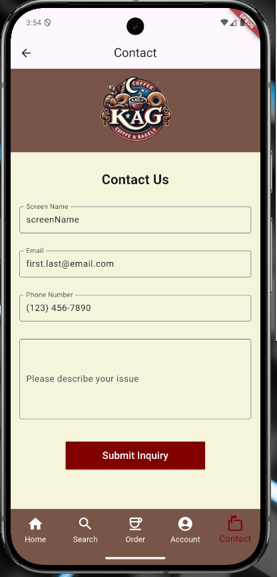 3:54
DEBUG
Contact
COFFEE
KAG
COFFEE & BAGELS
Contact Us
Screen Name
screenName
Email
first.last@email.com
Phone Number
(123) 456-7890
Please describe your issue
Submit Inquiry
Home
Search
Order
Account
Contact